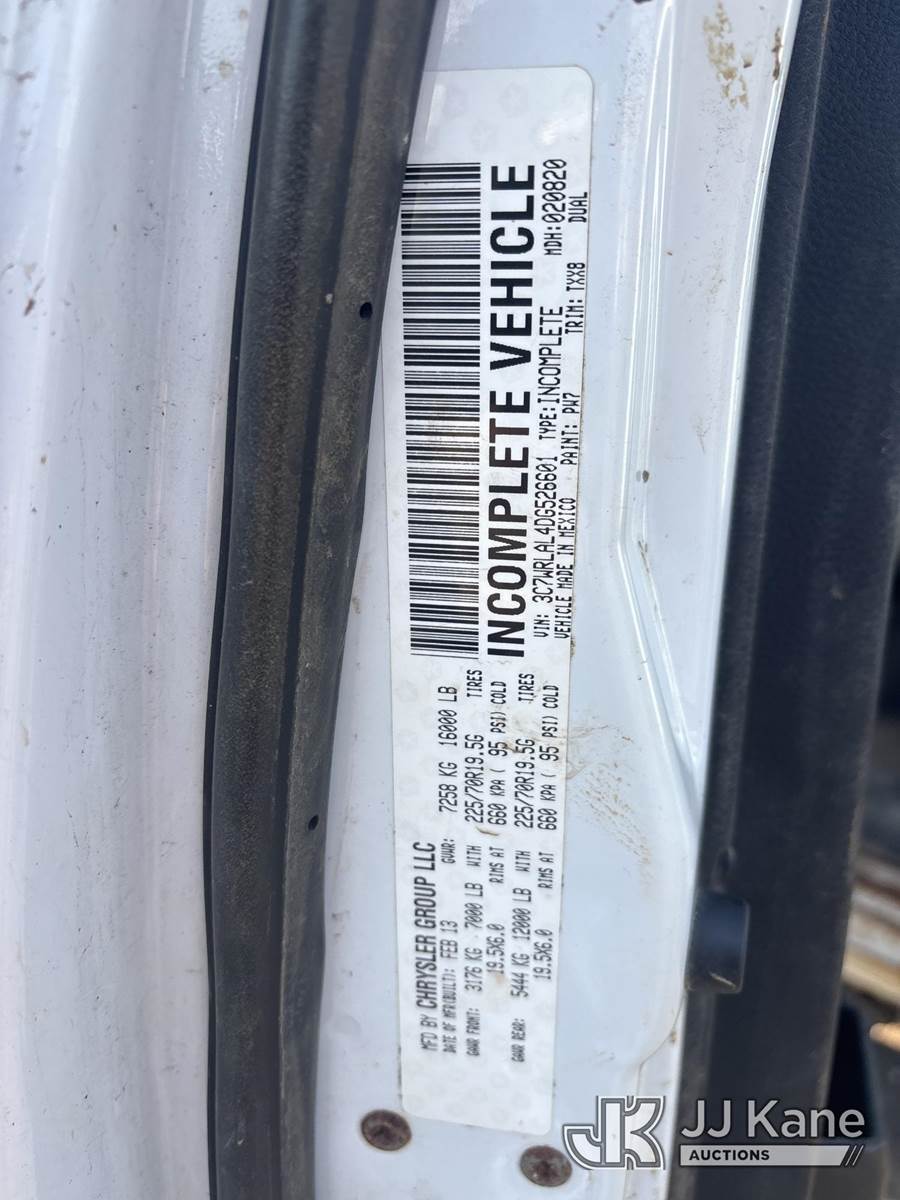 MFD BY CHRYSLER GROUP LLC
DATE OF MFR(BUILT): FEB 13 GVWR: 7258 KG 16000 LB
GAWR FRONT: 3176 KG 7000 LB WITH 225/70R19.5G TIRES
19.5X6.0 RIMS AT 660 KPA ( 95 PSI) COLD
GAWR REAR: 5444 KG 12000 LB WITH 225/70R19.5G TIRES
19.5X6.0 RIMS AT 660 KPA ( 95 PSI) COLD
INCOMPLETE VEHICLE
VIN: 3C7WRLAL4DG526601 TYPE:INCOMPLETE MDH:020820
VEHICLE MADE IN MEXICO PAINT: PW7 TRIM: TXX8 DUAL
JK JJ Kane
AUCTIONS